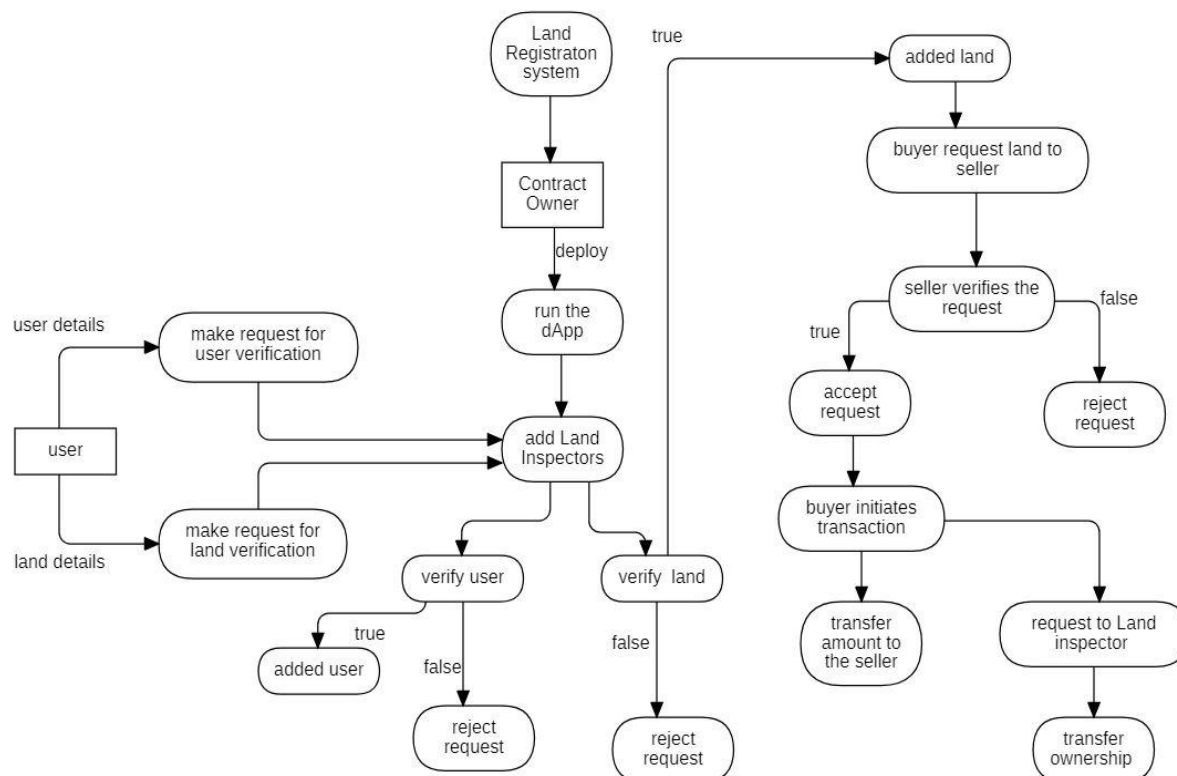 Land
Registraton
system
Contract
Owner
deploy
run the
dApp
user details
make request for
user verification
user
land details
make request for
land verification
add Land
Inspectors
verify user
true
added user
false
reject
request
verify land
false
reject
request
true
added land
buyer request land to
seller
seller verifies the
request
true
false
accept
request
reject
request
buyer initiates
transaction
transfer
amount to
the seller
request to Land
inspector
transfer
ownership